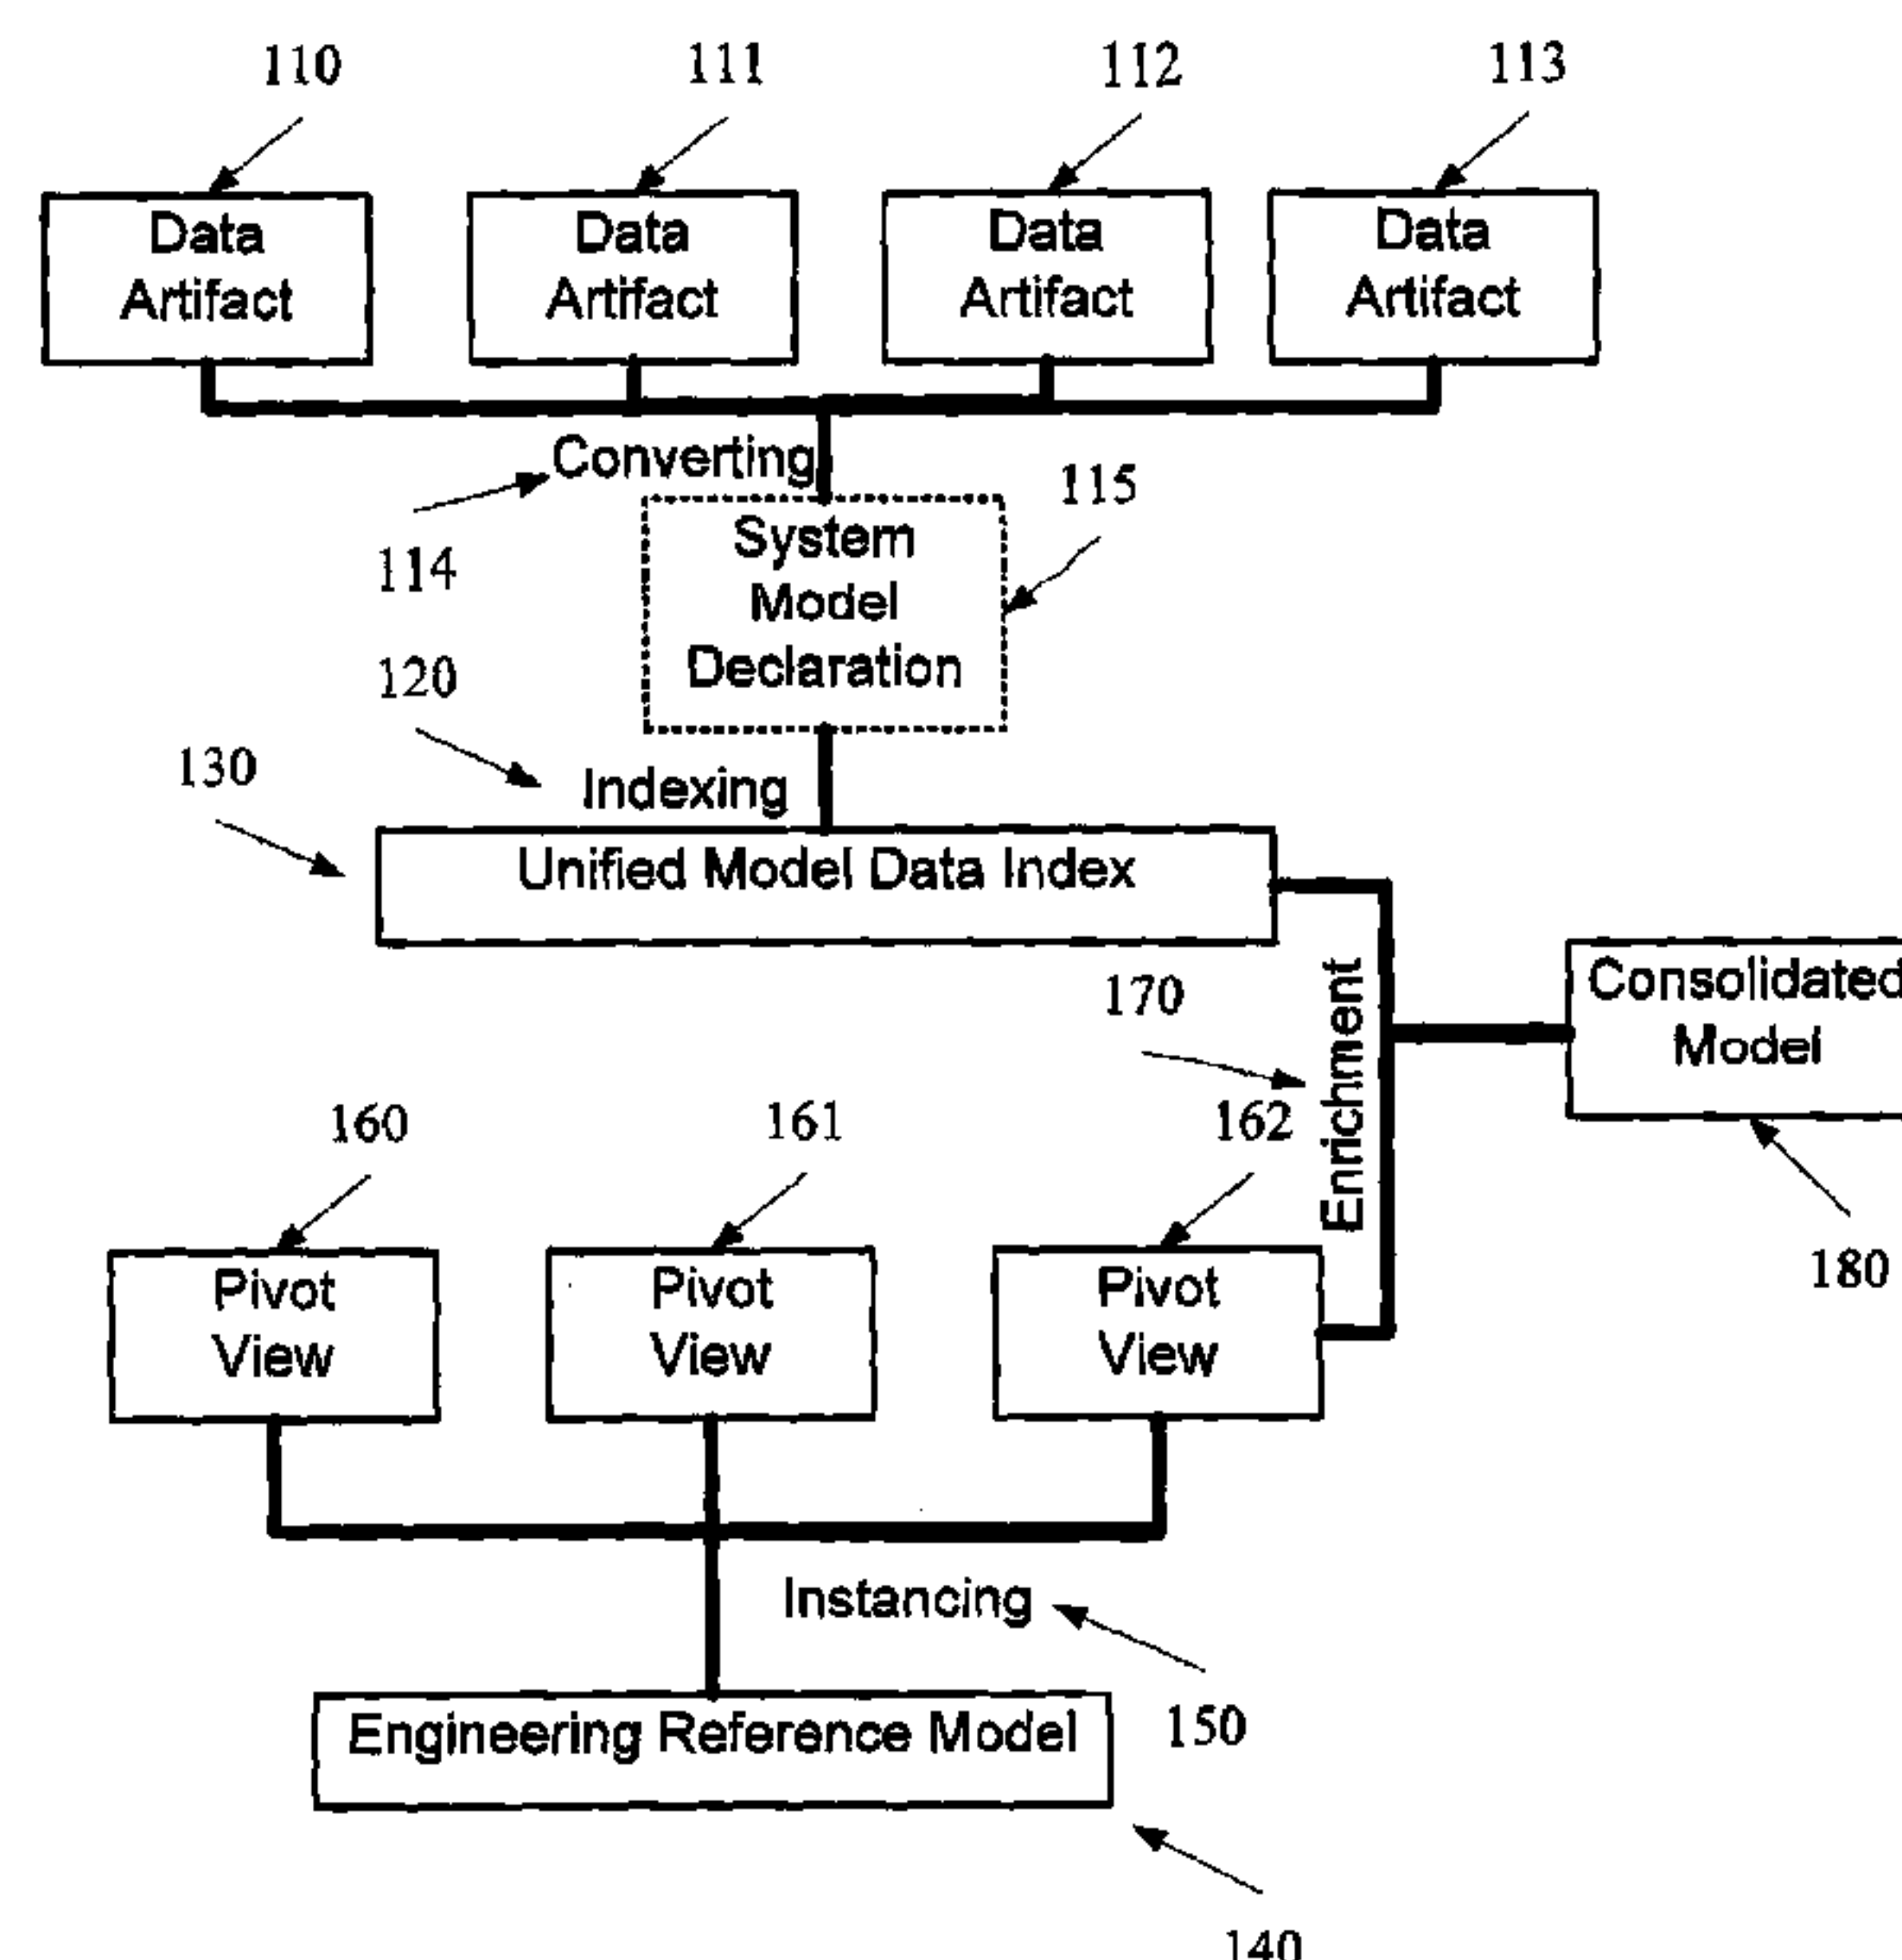 110
111
112
113
Data
Artifact
Data
Artifact
Data
Artifact
Data
Artifact
Converting
114
115
System
Model
Declaration
120
Indexing
130
Unified Model Data Index
170
Enrichment
Consolidated
Model
180
160
161
162
Pivot
View
Pivot
View
Pivot
View
Instancing
150
Engineering Reference Model
140